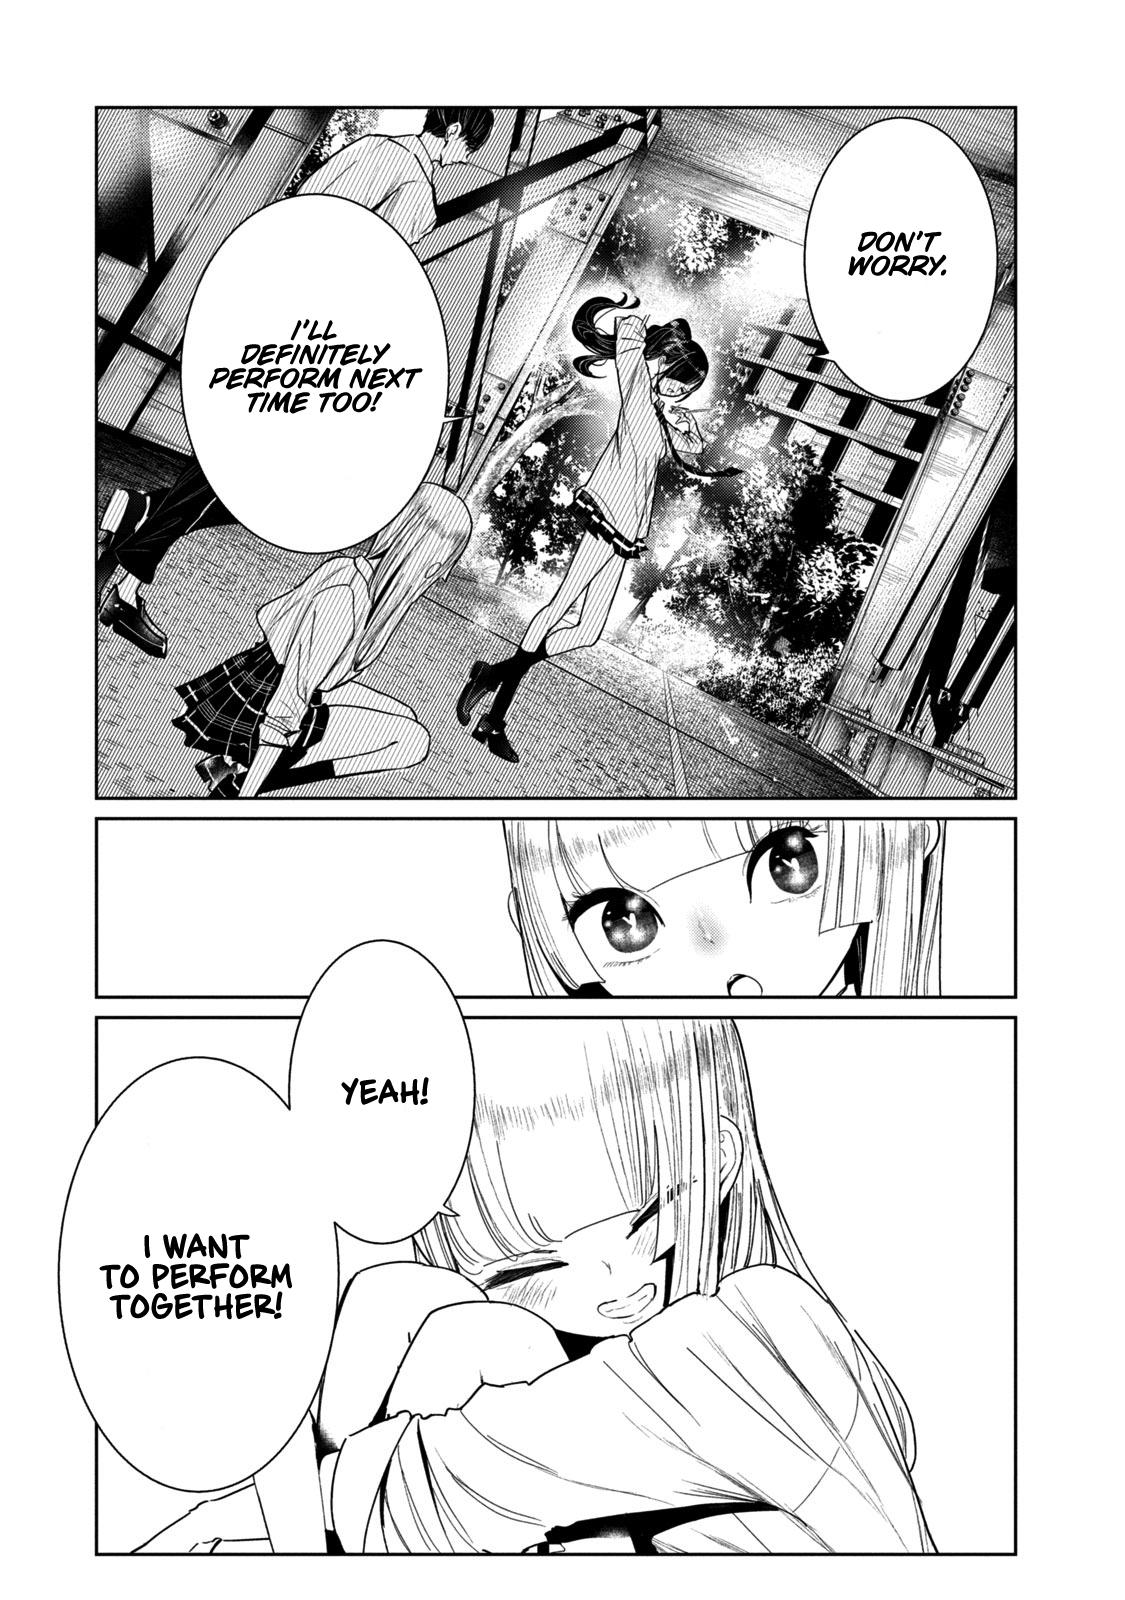 DON'T
WORRY.
I'LL
DEFINITELY
PERFORM NEXT
TIME TOO!
YEAH!
I WANT
TO PERFORM
TOGETHER!